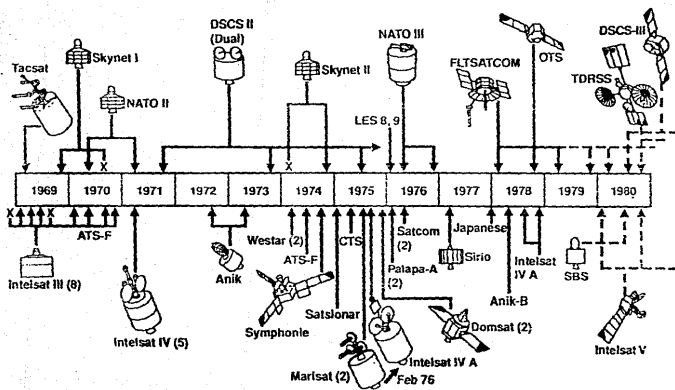 DSCS II
(Dual)
NATO III
DSCS-III
OTS
Skynet I
Skynet II
FLTSATCOM
TDRSS
Tacsat
NATO II
LES 8, 9
X
X
1969 1970 1971 1972 1973 1974 1975 1976 1977 1978 1979 1980
X X X
ATS-F
Intelsat III (8)
Intelsat IV (5)
Anik
Westar (2)
ATS-F
Symphonie
CTS
Satsionar
Marisat (2)
Feb 76
Intelsat IV A
Satcom
(2)
Palapa-A
(2)
Domsat (2)
Sirio
Japanese
Anik-B
Intelsat
IV A
SBS
Intelsat V